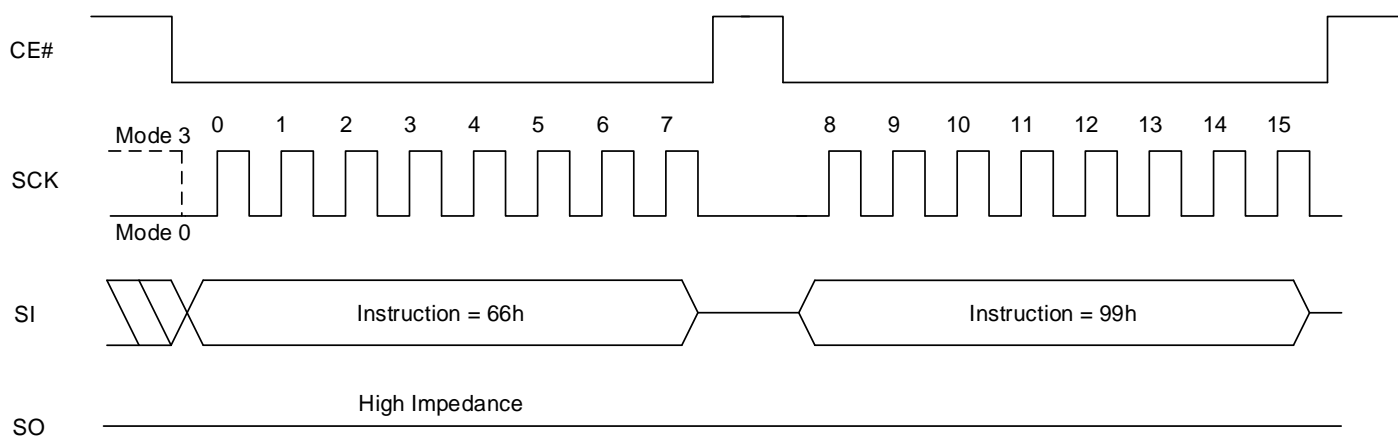 CE#
Mode 3
0 1 2 3 4 5 6 7 8 9 10 11 12 13 14 15
SCK
Mode 0
SI
Instruction = 66h
Instruction = 99h
High Impedance
SO